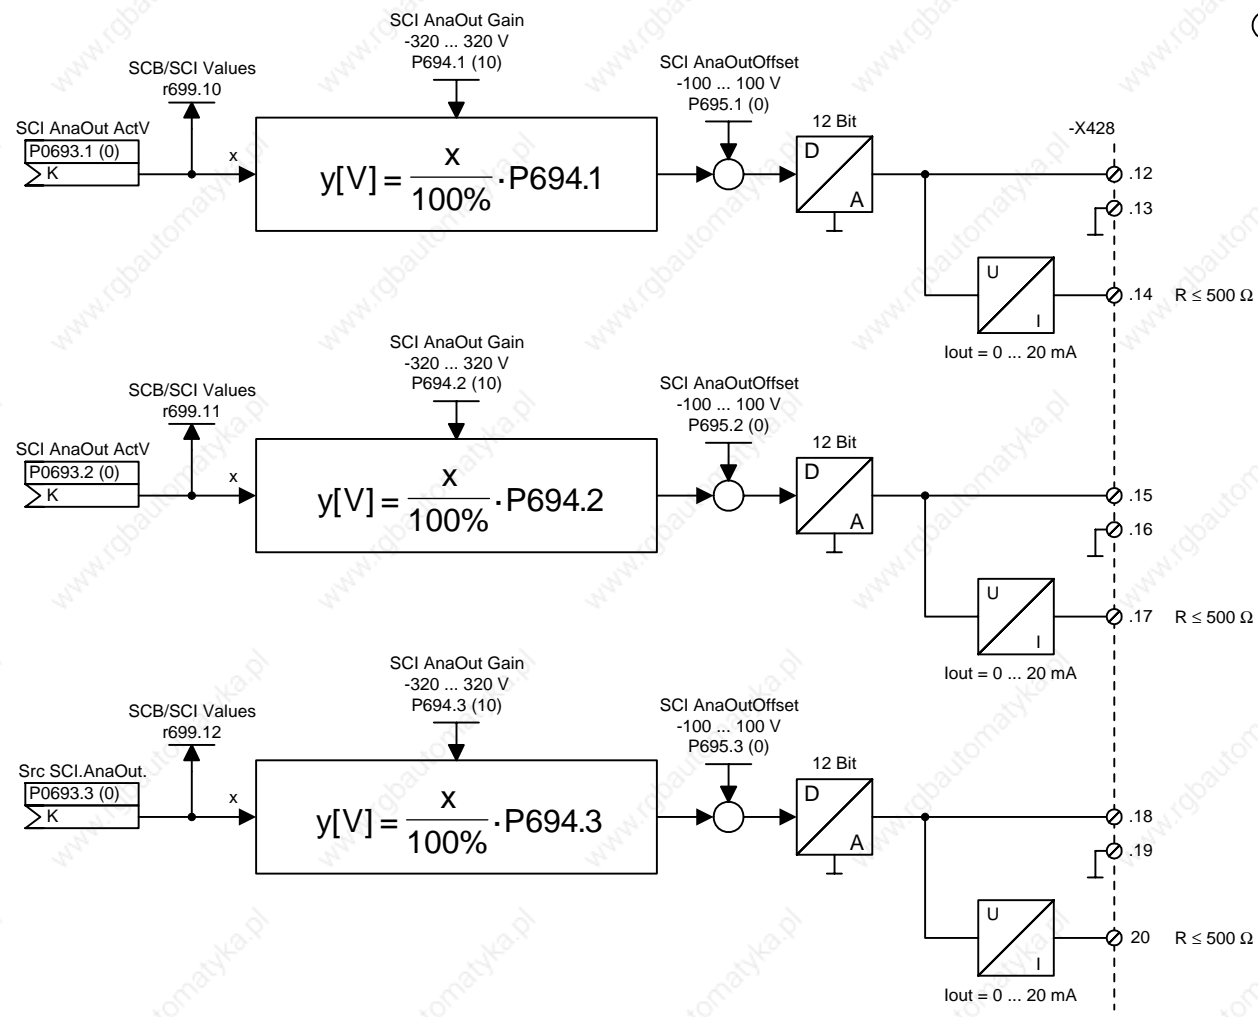 SCI AnaOut Gain
-320 ... 320 V
P694.1 (10)
SCB/SCI Values
r699.10
SCI AnaOutOffset
-100 ... 100 V
P695.1 (0)
SCI AnaOut ActV
P0693.1 (0)
K
x
y[V] = x / 100% · P694.1
12 Bit
D
A
-X428
.12
.13
U
I
.14 R ≤ 500 Ω
Iout = 0 ... 20 mA
SCI AnaOut Gain
-320 ... 320 V
P694.2 (10)
SCB/SCI Values
r699.11
SCI AnaOutOffset
-100 ... 100 V
P695.2 (0)
SCI AnaOut ActV
P0693.2 (0)
K
x
y[V] = x / 100% · P694.2
12 Bit
D
A
.15
.16
U
I
.17 R ≤ 500 Ω
Iout = 0 ... 20 mA
SCI AnaOut Gain
-320 ... 320 V
P694.3 (10)
SCB/SCI Values
r699.12
SCI AnaOutOffset
-100 ... 100 V
P695.3 (0)
Src SCI.AnaOut.
P0693.3 (0)
K
x
y[V] = x / 100% · P694.3
12 Bit
D
A
.18
.19
U
I
20 R ≤ 500 Ω
Iout = 0 ... 20 mA
www.rgbautomatyka.pl